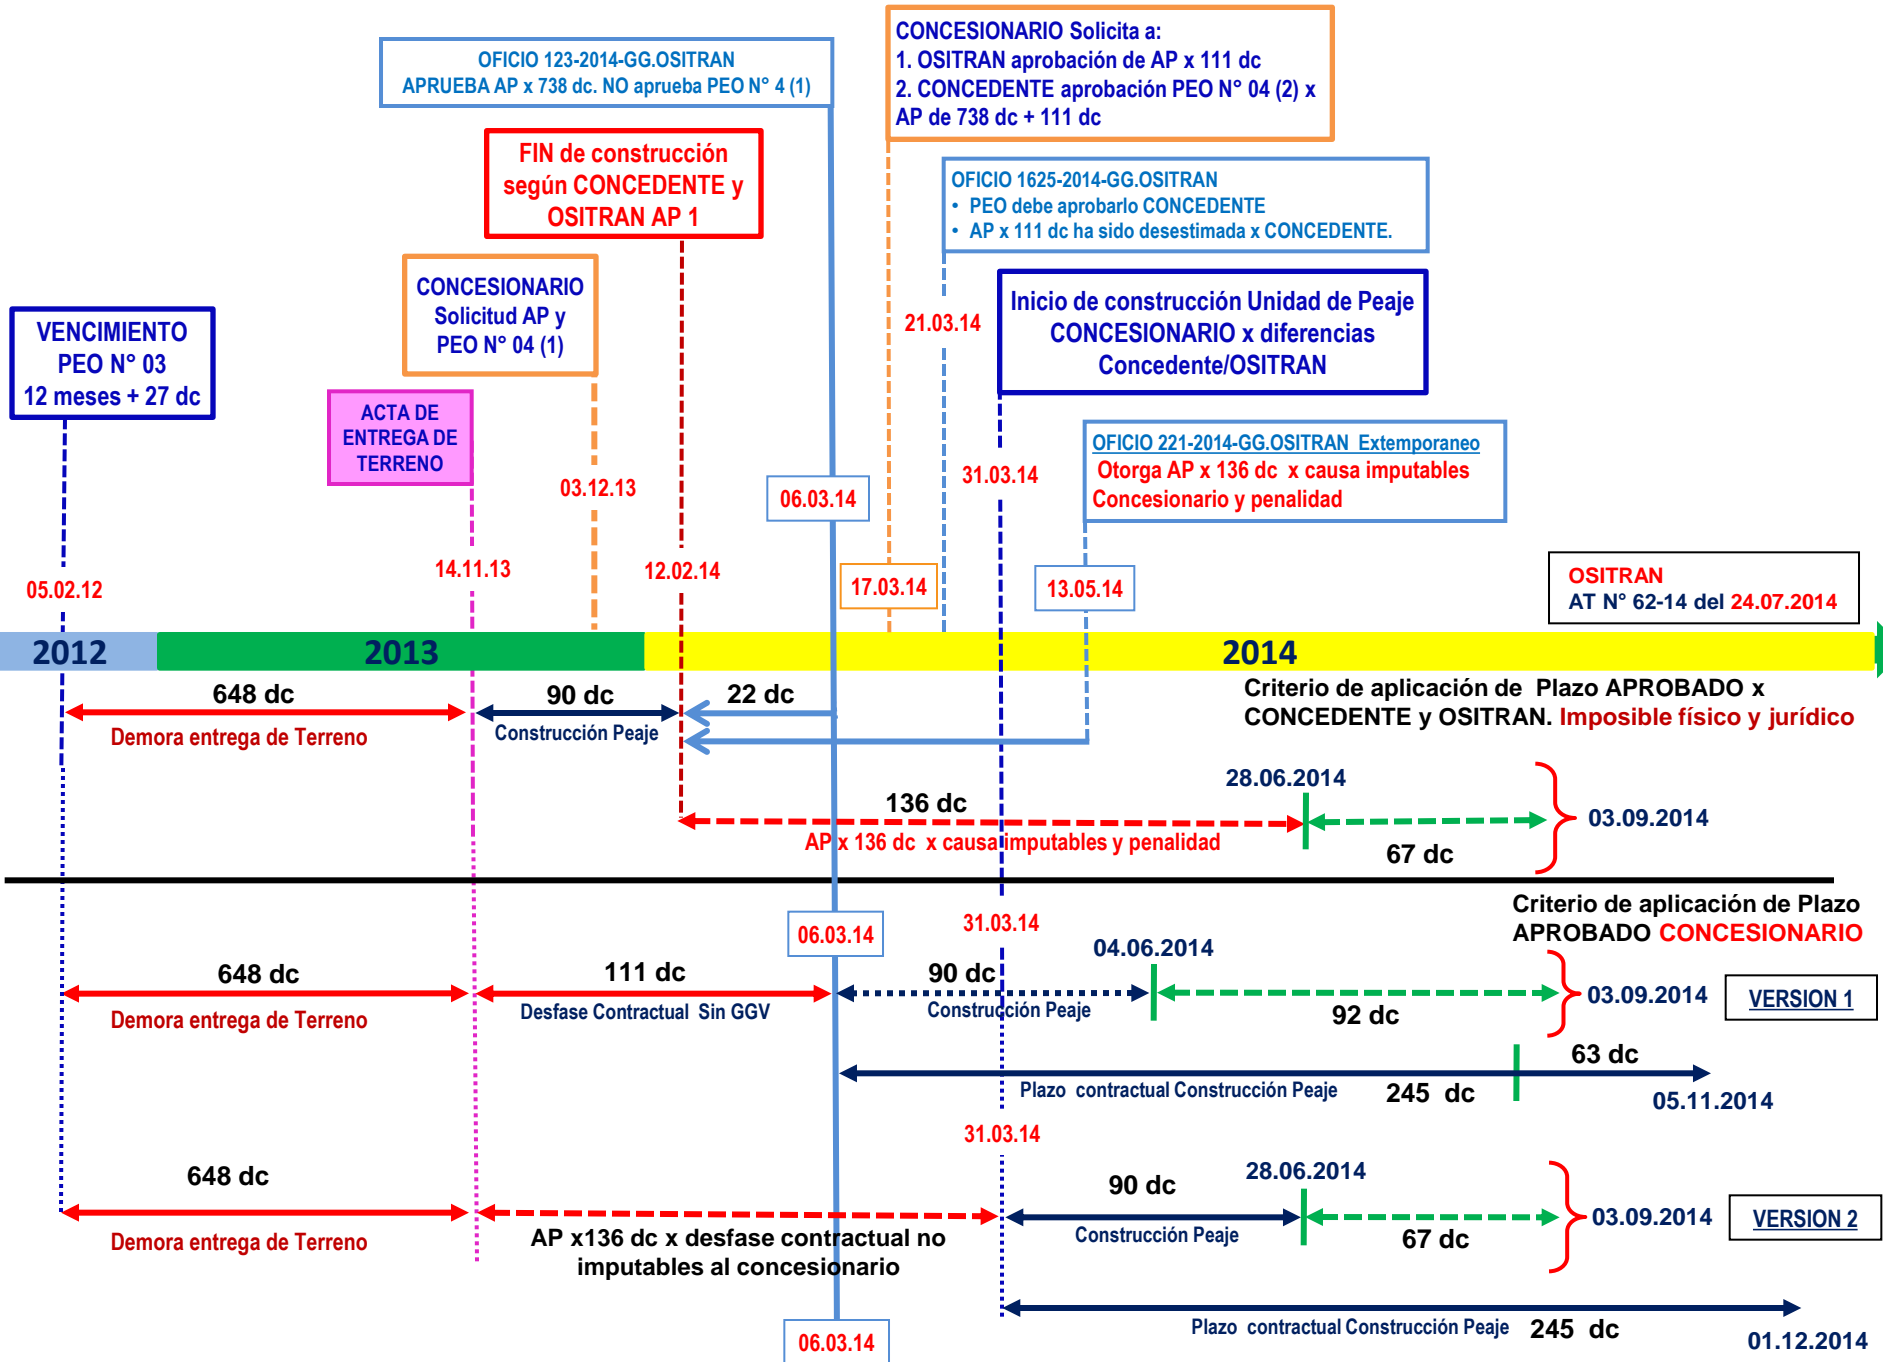 OFICIO 123-2014-GG.OSITRAN
APRUEBA AP x 738 dc. NO aprueba PEO N° 4 (1)
CONCESIONARIO Solicita a:
1. OSITRAN aprobación de AP x 111 dc
2. CONCEDENTE aprobación PEO N° 04 (2) x
AP de 738 dc + 111 dc
FIN de construcción
según CONCEDENTE y
OSITRAN AP 1
OFICIO 1625-2014-GG.OSITRAN
• PEO debe aprobarlo CONCEDENTE
• AP x 111 dc ha sido desestimada x CONCEDENTE.
CONCESIONARIO
Solicitud AP y
PEO N° 04 (1)
Inicio de construcción Unidad de Peaje
CONCESIONARIO x diferencias
Concedente/OSITRAN
VENCIMIENTO
PEO N° 03
12 meses + 27 dc
21.03.14
ACTA DE
ENTREGA DE
TERRENO
OFICIO 221-2014-GG.OSITRAN Extemporaneo
Otorga AP x 136 dc x causa imputables
Concesionario y penalidad
03.12.13
06.03.14
31.03.14
05.02.12
14.11.13
12.02.14
17.03.14
13.05.14
OSITRAN
AT N° 62-14 del 24.07.2014
2012
2013
2014
648 dc
90 dc
22 dc
Demora entrega de Terreno
Construcción Peaje
Criterio de aplicación de Plazo APROBADO x
CONCEDENTE y OSITRAN. Imposible físico y jurídico
136 dc
28.06.2014
03.09.2014
AP x 136 dc x causa imputables y penalidad
67 dc
Criterio de aplicación de Plazo
APROBADO CONCESIONARIO
06.03.14
31.03.14
04.06.2014
648 dc
111 dc
90 dc
03.09.2014
VERSION 1
Demora entrega de Terreno
Desfase Contractual Sin GGV
Construcción Peaje
92 dc
63 dc
Plazo contractual Construcción Peaje
245 dc
05.11.2014
31.03.14
648 dc
90 dc
28.06.2014
03.09.2014
VERSION 2
Demora entrega de Terreno
AP x136 dc x desfase contractual no
imputables al concesionario
Construcción Peaje
67 dc
06.03.14
Plazo contractual Construcción Peaje
245 dc
01.12.2014